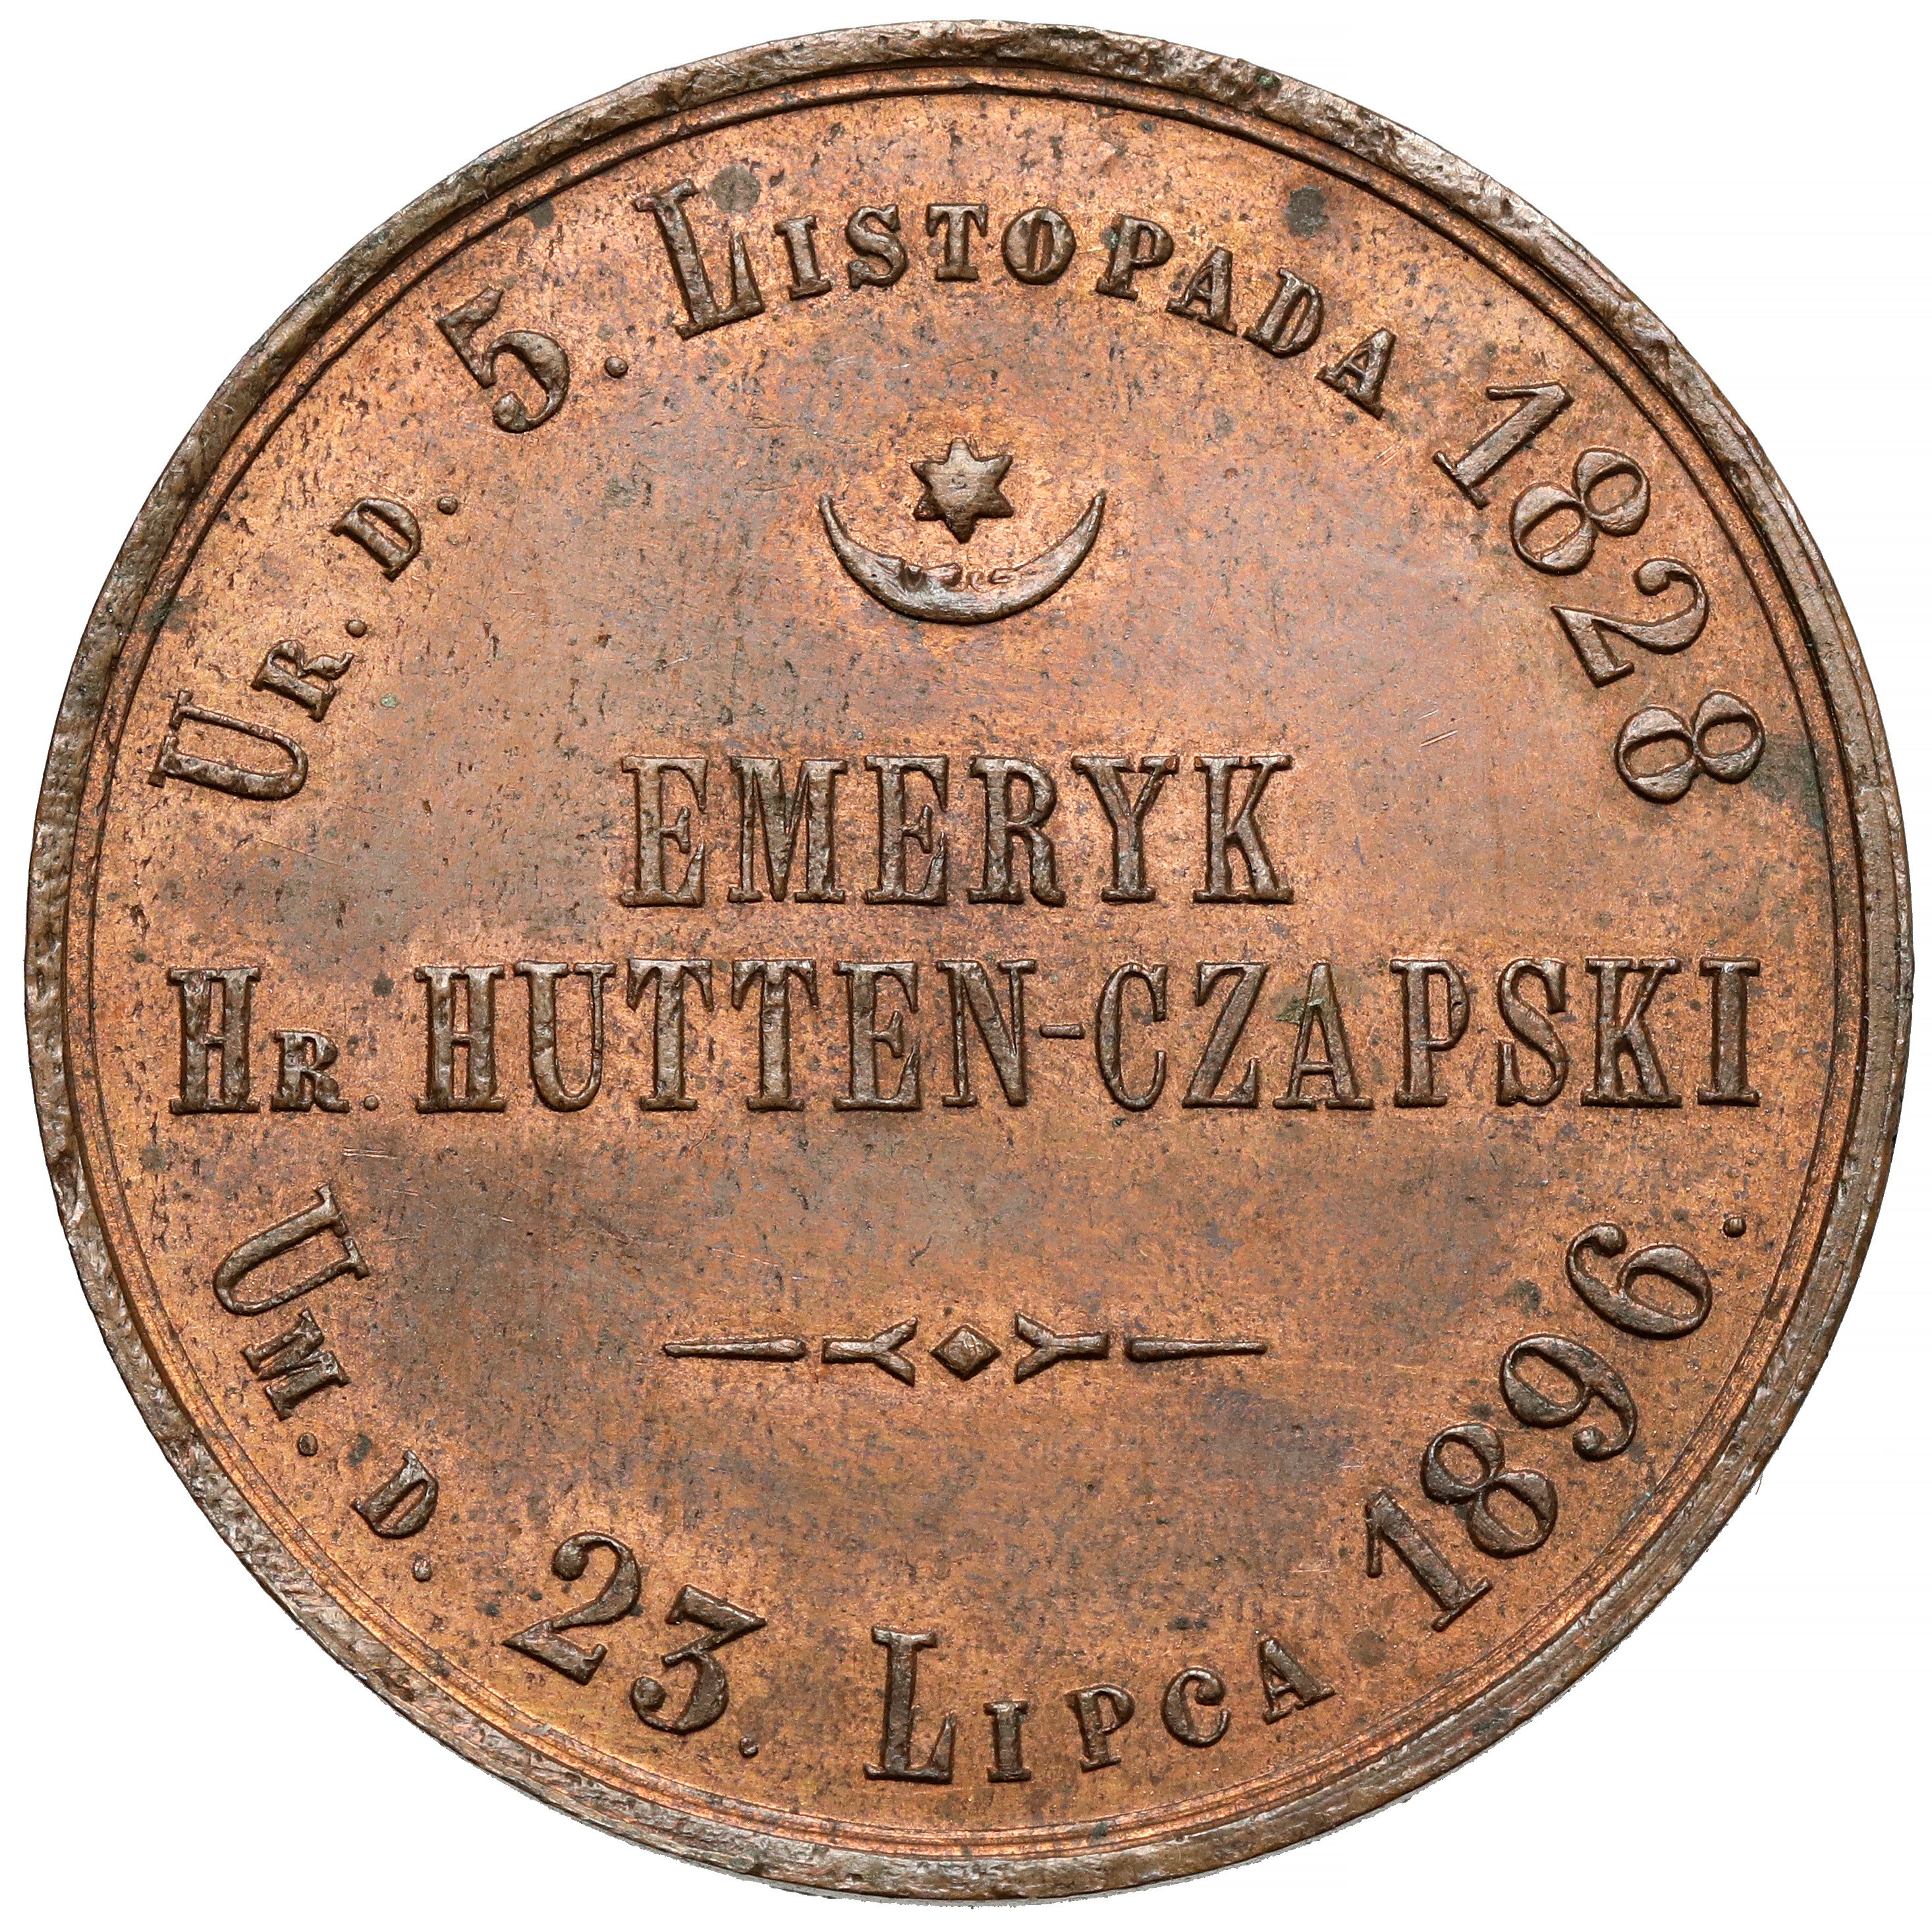 Ur. d. 5. Listopada 1828
EMERYK
Hr. HUTTEN-CZAPSKI
Um. d. 23. Lipca 1896.